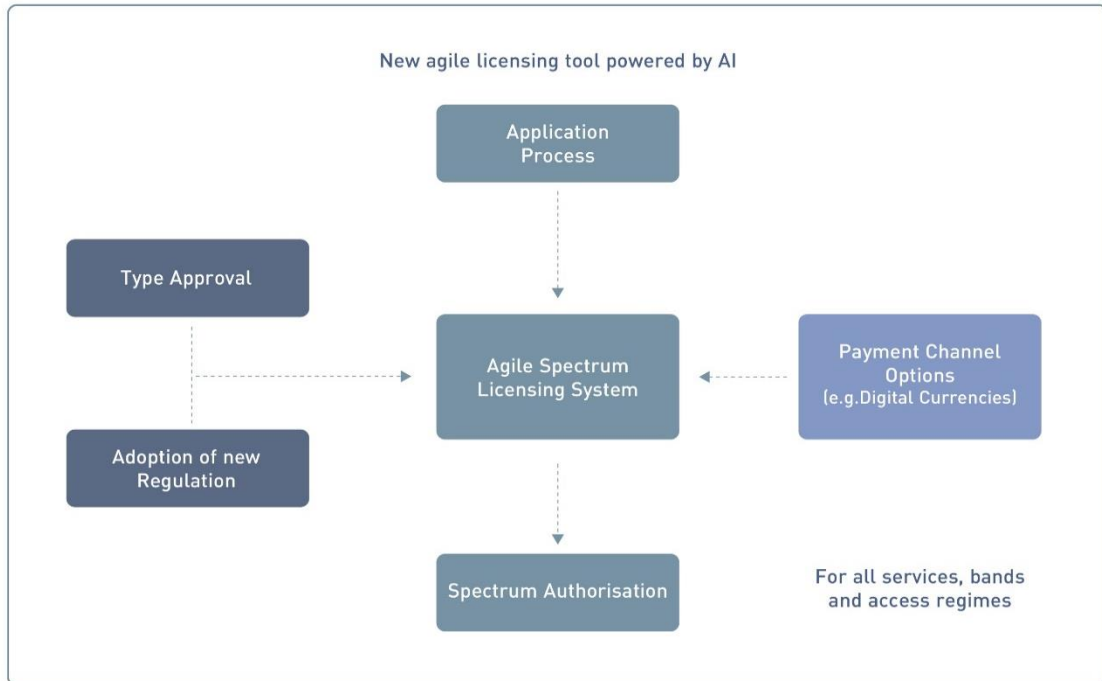 New agile licensing tool powered by AI
Application
Process
Type Approval
Agile Spectrum
Licensing System
Payment Channel
Options
(e.g.Digital Currencies)
Adoption of new
Regulation
Spectrum Authorisation
For all services, bands
and access regimes